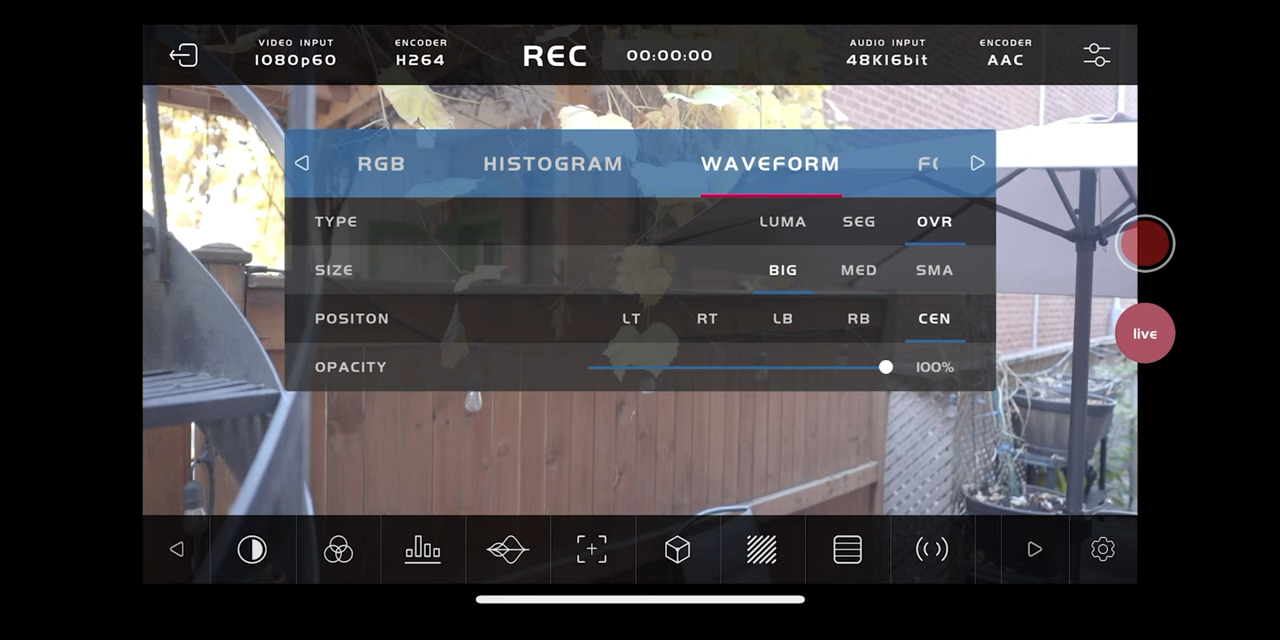 VIDEO INPUT
1080p60
ENCODER
H264
REC
00:00:00
AUDIO INPUT
48K16bit
ENCODER
AAC
RGB
HISTOGRAM
WAVEFORM
TYPE
LUMA SEG OVR
SIZE
BIG MED SMA
POSITON
LT RT LB RB CEN
OPACITY
100%
live